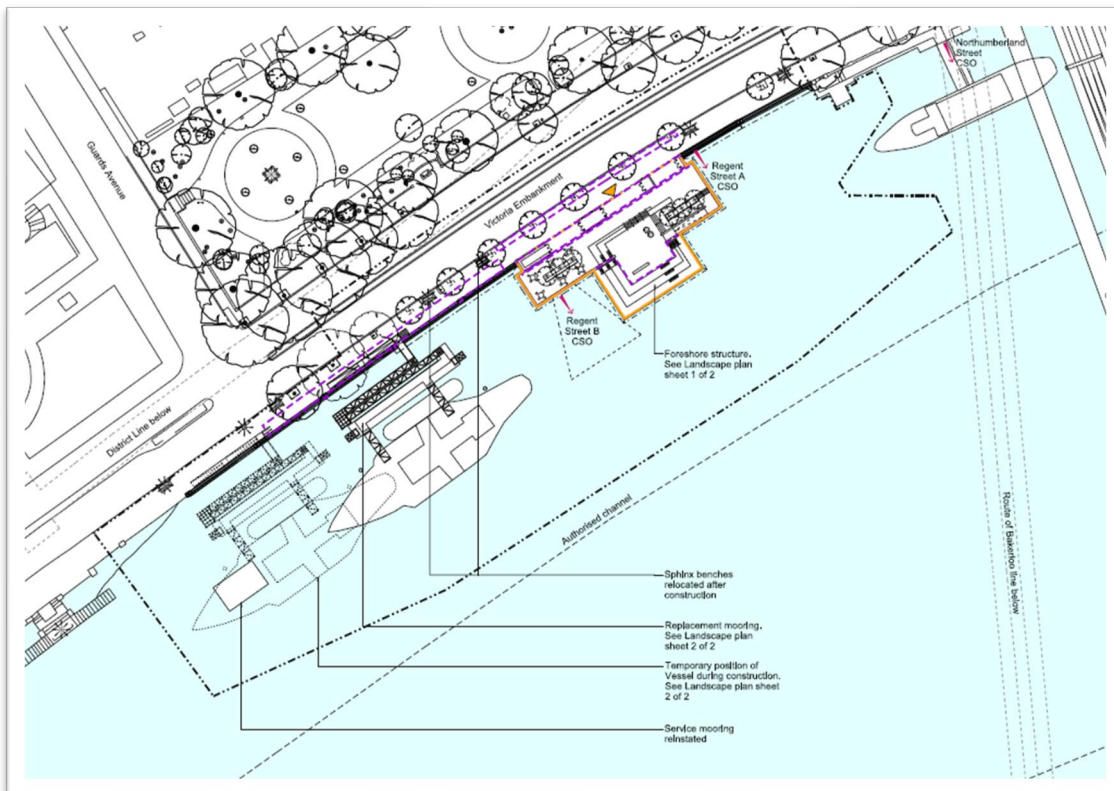 Northumberland
Street
CSO
Guards Avenue
Victoria Embankment
Regent
Street A
CSO
Regent
Street B
CSO
Foreshore structure.
See Landscape plan
sheet 1 of 2
District Line below
Authorised channel
Route of Bakerloo line below
Sphinx benches
relocated after
construction
Replacement mooring.
See Landscape plan
sheet 2 of 2
Temporary position of
Vessel during construction.
See Landscape plan sheet
2 of 2
Service mooring
reinstated